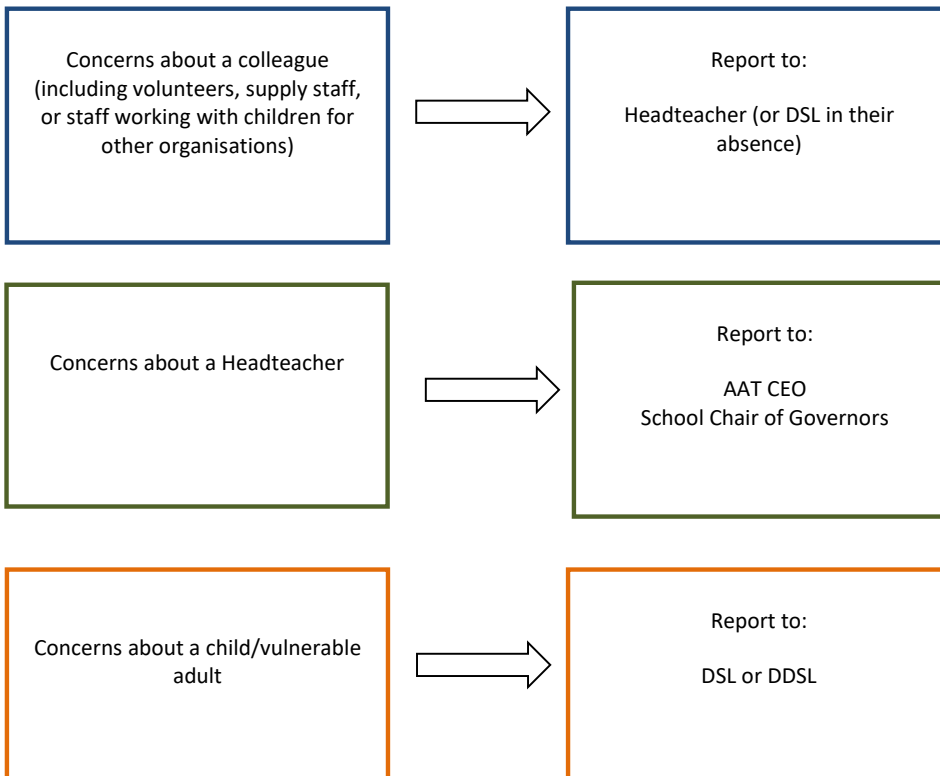 Concerns about a colleague
(including volunteers, supply staff,
or staff working with children for
other organisations)
Report to:
Headteacher (or DSL in their
absence)
Concerns about a Headteacher
Report to:
AAT CEO
School Chair of Governors
Concerns about a child/vulnerable
adult
Report to:
DSL or DDSL